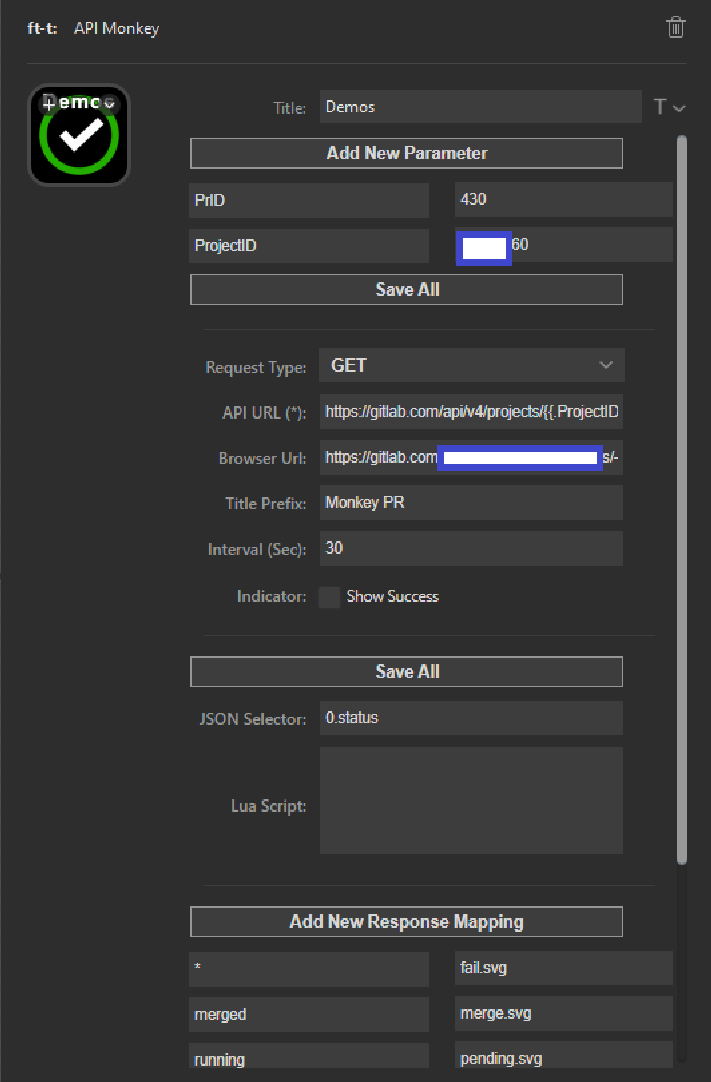 ft-t: API Monkey
Demos
Title: Demos T
Add New Parameter
PrID 430
ProjectID 60
Save All
Request Type: GET
API URL (*): https://gitlab.com/api/v4/projects/{{.ProjectID
Browser Url: https://gitlab.com s/-
Title Prefix: Monkey PR
Interval (Sec): 30
Indicator: Show Success
Save All
JSON Selector: 0.status
Lua Script:
Add New Response Mapping
* fail.svg
merged merge.svg
running pending.svg